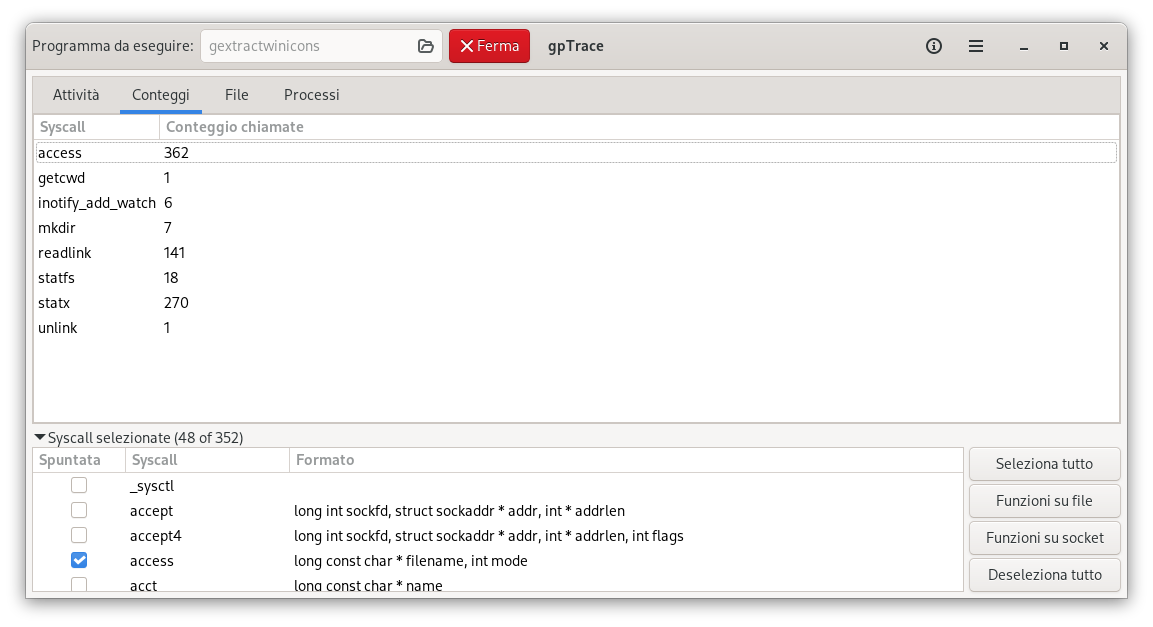 Programma da eseguire: gextractwinicons Ferma gpTrace
Attività Conteggi File Processi
Syscall Conteggio chiamate
access 362
getcwd 1
inotify_add_watch 6
mkdir 7
readlink 141
statfs 18
statx 270
unlink 1
Syscall selezionate (48 of 352)
Spuntata Syscall Formato
_sysctl
accept long int sockfd, struct sockaddr * addr, int * addrlen
accept4 long int sockfd, struct sockaddr * addr, int * addrlen, int flags
access long const char * filename, int mode
acct long const char * name
Seleziona tutto
Funzioni su file
Funzioni su socket
Deseleziona tutto